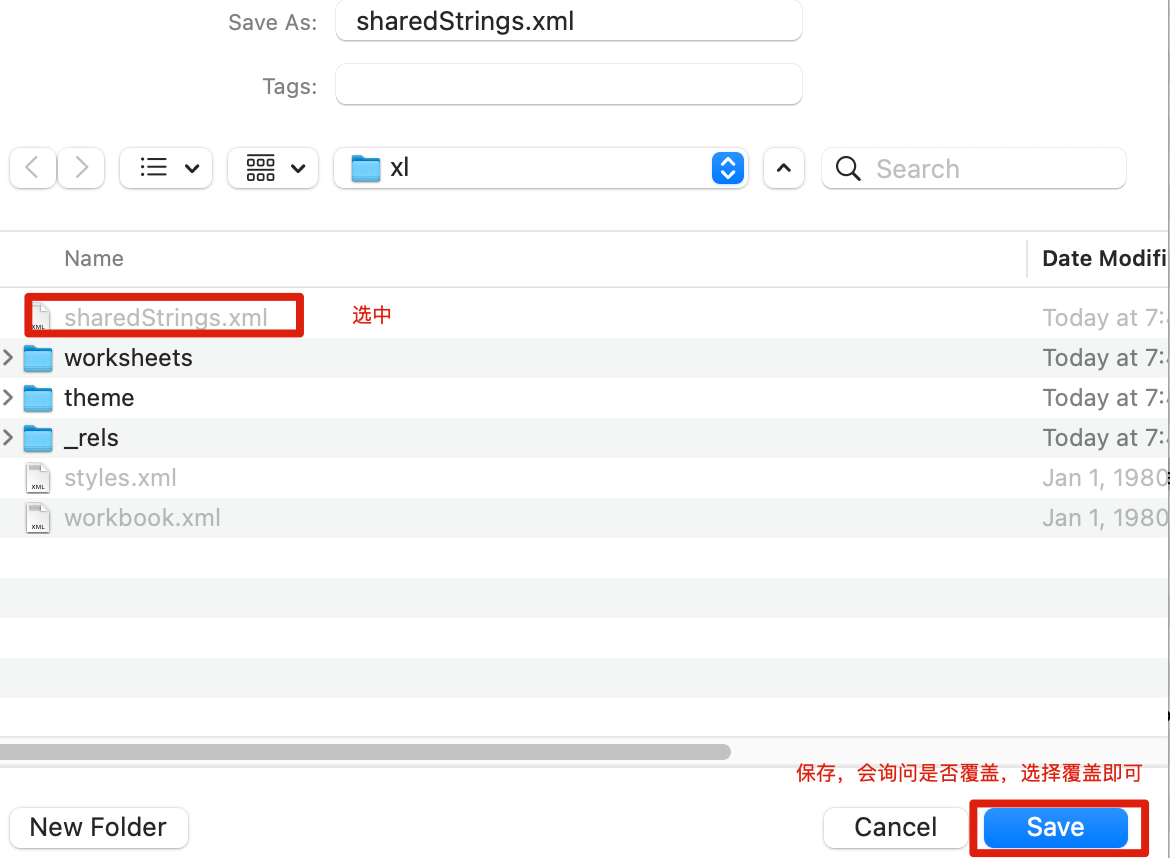 Save As: sharedStrings.xml
Tags:
xl
Search
Name Date Modifi
sharedStrings.xml 选中 Today at 7:
worksheets Today at 7:
theme Today at 7:
_rels Today at 7:
styles.xml Jan 1, 1980
workbook.xml Jan 1, 1980
保存，会询问是否覆盖，选择覆盖即可
New Folder Cancel Save